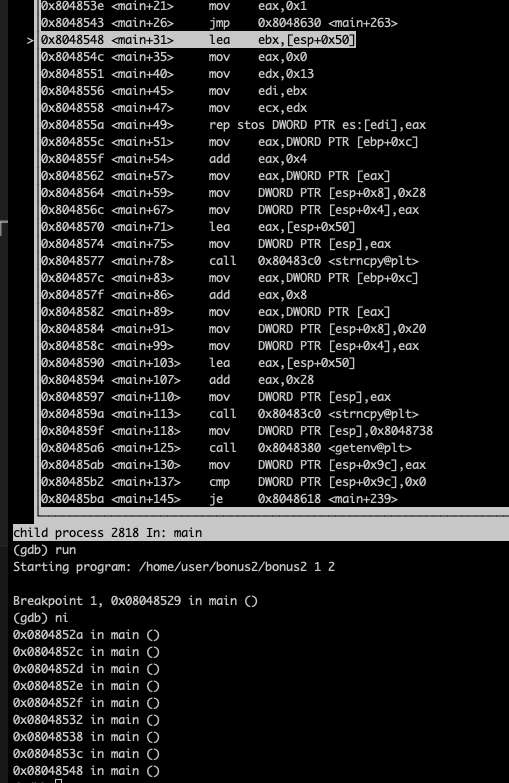 0x804853e <main+21> mov eax,0x1
0x8048543 <main+26> jmp 0x8048630 <main+263>
>0x8048548 <main+31> lea ebx,[esp+0x50]
0x804854c <main+35> mov eax,0x0
0x8048551 <main+40> mov edx,0x13
0x8048556 <main+45> mov edi,ebx
0x8048558 <main+47> mov ecx,edx
0x804855a <main+49> rep stos DWORD PTR es:[edi],eax
0x804855c <main+51> mov eax,DWORD PTR [ebp+0xc]
0x804855f <main+54> add eax,0x4
0x8048562 <main+57> mov eax,DWORD PTR [eax]
0x8048564 <main+59> mov DWORD PTR [esp+0x8],0x28
0x804856c <main+67> mov DWORD PTR [esp+0x4],eax
0x8048570 <main+71> lea eax,[esp+0x50]
0x8048574 <main+75> mov DWORD PTR [esp],eax
0x8048577 <main+78> call 0x80483c0 <strncpy@plt>
0x804857c <main+83> mov eax,DWORD PTR [ebp+0xc]
0x804857f <main+86> add eax,0x8
0x8048582 <main+89> mov eax,DWORD PTR [eax]
0x8048584 <main+91> mov DWORD PTR [esp+0x8],0x20
0x804858c <main+99> mov DWORD PTR [esp+0x4],eax
0x8048590 <main+103> lea eax,[esp+0x50]
0x8048594 <main+107> add eax,0x28
0x8048597 <main+110> mov DWORD PTR [esp],eax
0x804859a <main+113> call 0x80483c0 <strncpy@plt>
0x804859f <main+118> mov DWORD PTR [esp],0x8048738
0x80485a6 <main+125> call 0x8048380 <getenv@plt>
0x80485ab <main+130> mov DWORD PTR [esp+0x9c],eax
0x80485b2 <main+137> cmp DWORD PTR [esp+0x9c],0x0
0x80485ba <main+145> je 0x8048618 <main+239>
child process 2818 In: main
(gdb) run
Starting program: /home/user/bonus2/bonus2 1 2
Breakpoint 1, 0x08048529 in main ()
(gdb) ni
0x0804852a in main ()
0x0804852c in main ()
0x0804852d in main ()
0x0804852e in main ()
0x0804852f in main ()
0x08048532 in main ()
0x08048538 in main ()
0x0804853c in main ()
0x08048548 in main ()